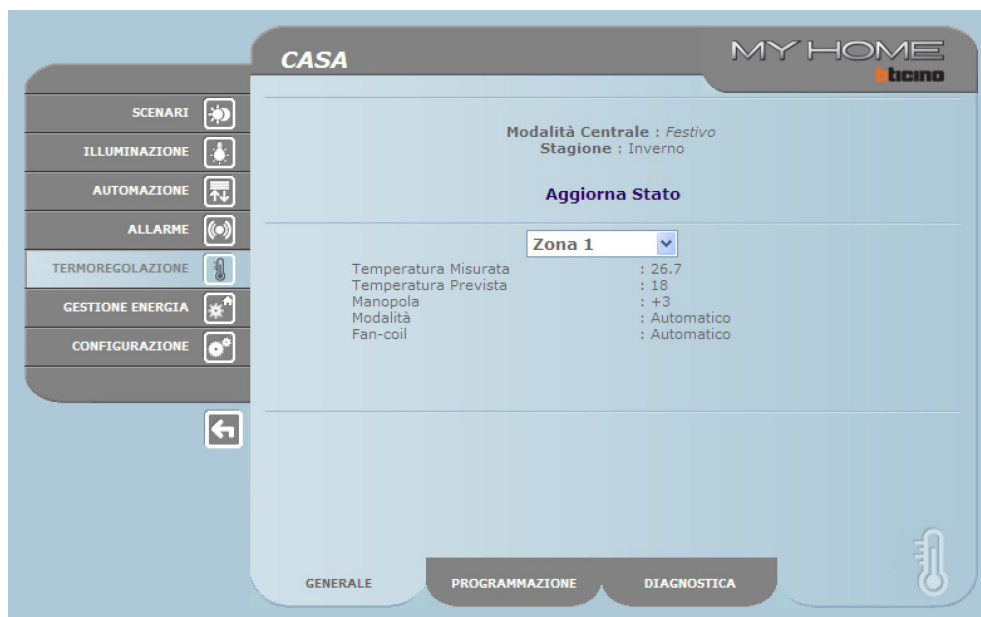 CASA
MY HOME
bticino
SCENARI
ILLUMINAZIONE
AUTOMAZIONE
ALLARME
TERMOREGOLAZIONE
GESTIONE ENERGIA
CONFIGURAZIONE
Modalità Centrale : Festivo
Stagione : Inverno
Aggiorna Stato
Zona 1
Temperatura Misurata : 26.7
Temperatura Prevista : 18
Manopola : +3
Modalità : Automatico
Fan-coil : Automatico
GENERALE PROGRAMMAZIONE DIAGNOSTICA